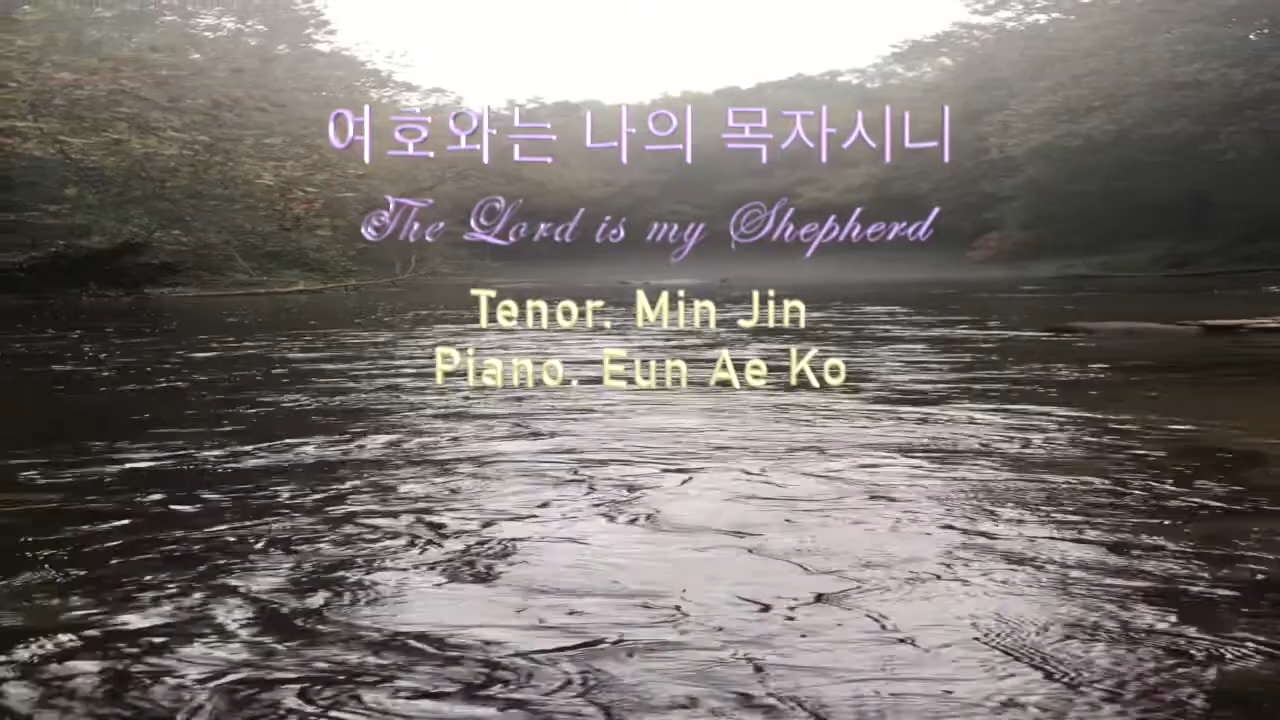 여호와는 나의 목자시니
The Lord is my Shepherd
Tenor. Min Jin
Piano. Eun Ae Ko